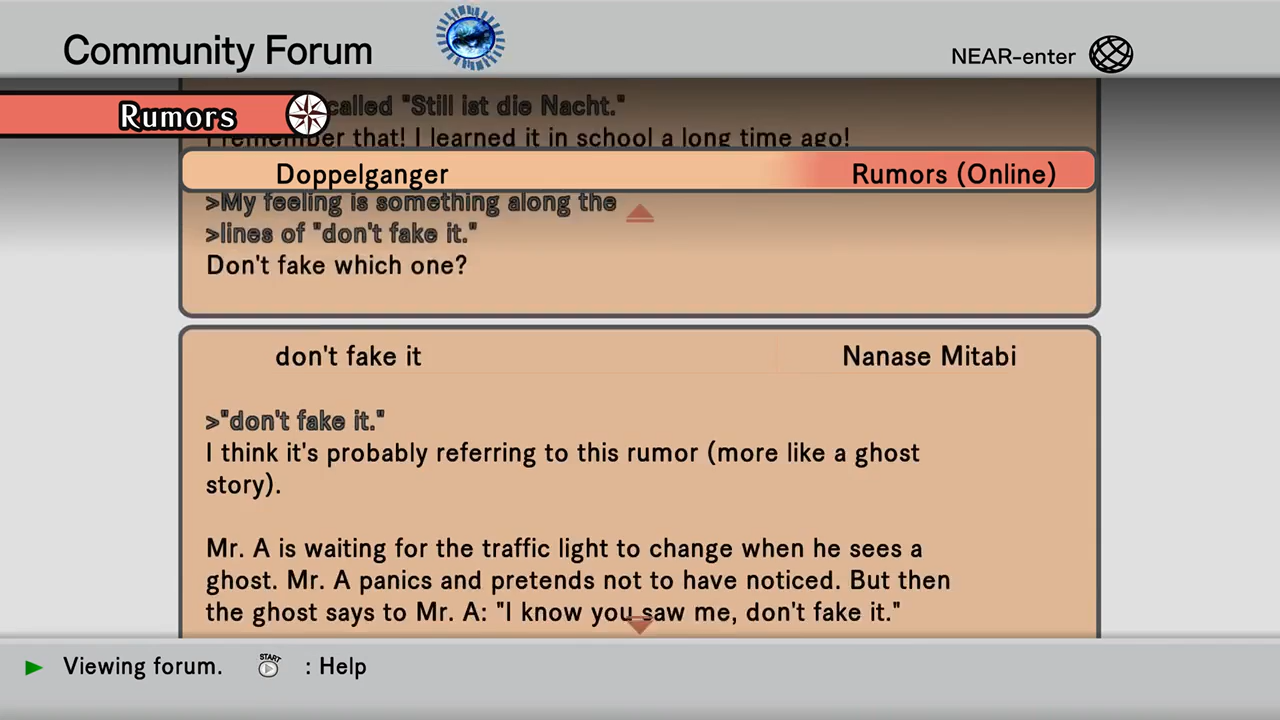 Community Forum
NEAR-enter
Rumors
called "Still ist die Nacht."
I remember that! I learned it in school a long time ago!
Doppelganger
Rumors (Online)
>My feeling is something along the
>lines of "don't fake it."
Don't fake which one?
don't fake it
Nanase Mitabi
>"don't fake it."
I think it's probably referring to this rumor (more like a ghost
story).
Mr. A is waiting for the traffic light to change when he sees a
ghost. Mr. A panics and pretends not to have noticed. But then
the ghost says to Mr. A: "I know you saw me, don't fake it."
Viewing forum.
START
: Help